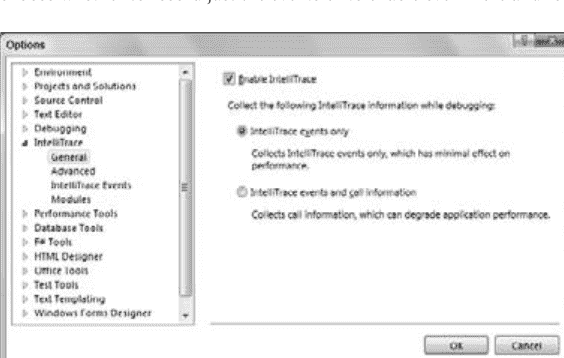 Options
Environment
Projects and Solutions
Source Control
Text Editor
Debugging
IntelliTrace
General
Advanced
IntelliTrace Events
Modules
Performance Tools
Database Tools
F# Tools
HTML Designer
Office Tools
Test Tools
Text Templating
Windows Forms Designer
Enable IntelliTrace
Collect the following IntelliTrace information while debugging:
IntelliTrace events only
Collects IntelliTrace events only, which has minimal effect on
performance.
IntelliTrace events and call information
Collects call information, which can degrade application performance.
OK
Cancel